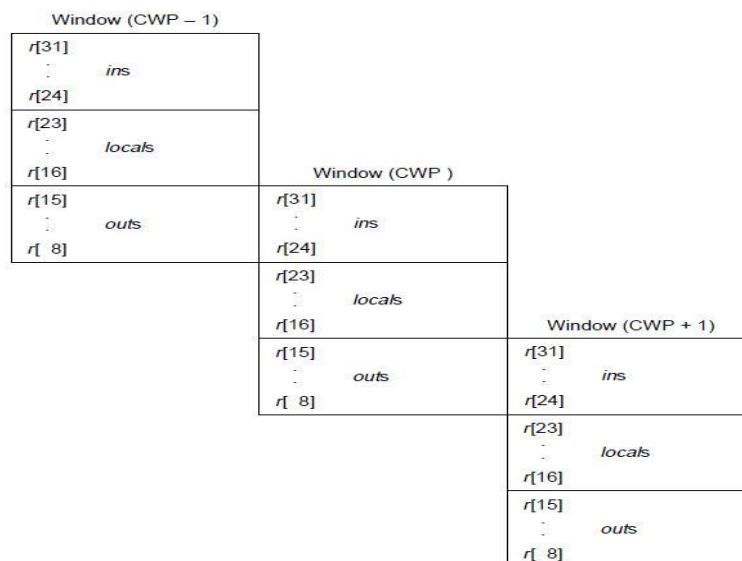 Window (CWP – 1)
r[31]
:
ins
r[24]
r[23]
:
locals
r[16]
r[15]
:
outs
r[ 8]
Window (CWP )
r[31]
:
ins
r[24]
r[23]
:
locals
r[16]
r[15]
:
outs
r[ 8]
Window (CWP + 1)
r[31]
:
ins
r[24]
r[23]
:
locals
r[16]
r[15]
:
outs
r[ 8]